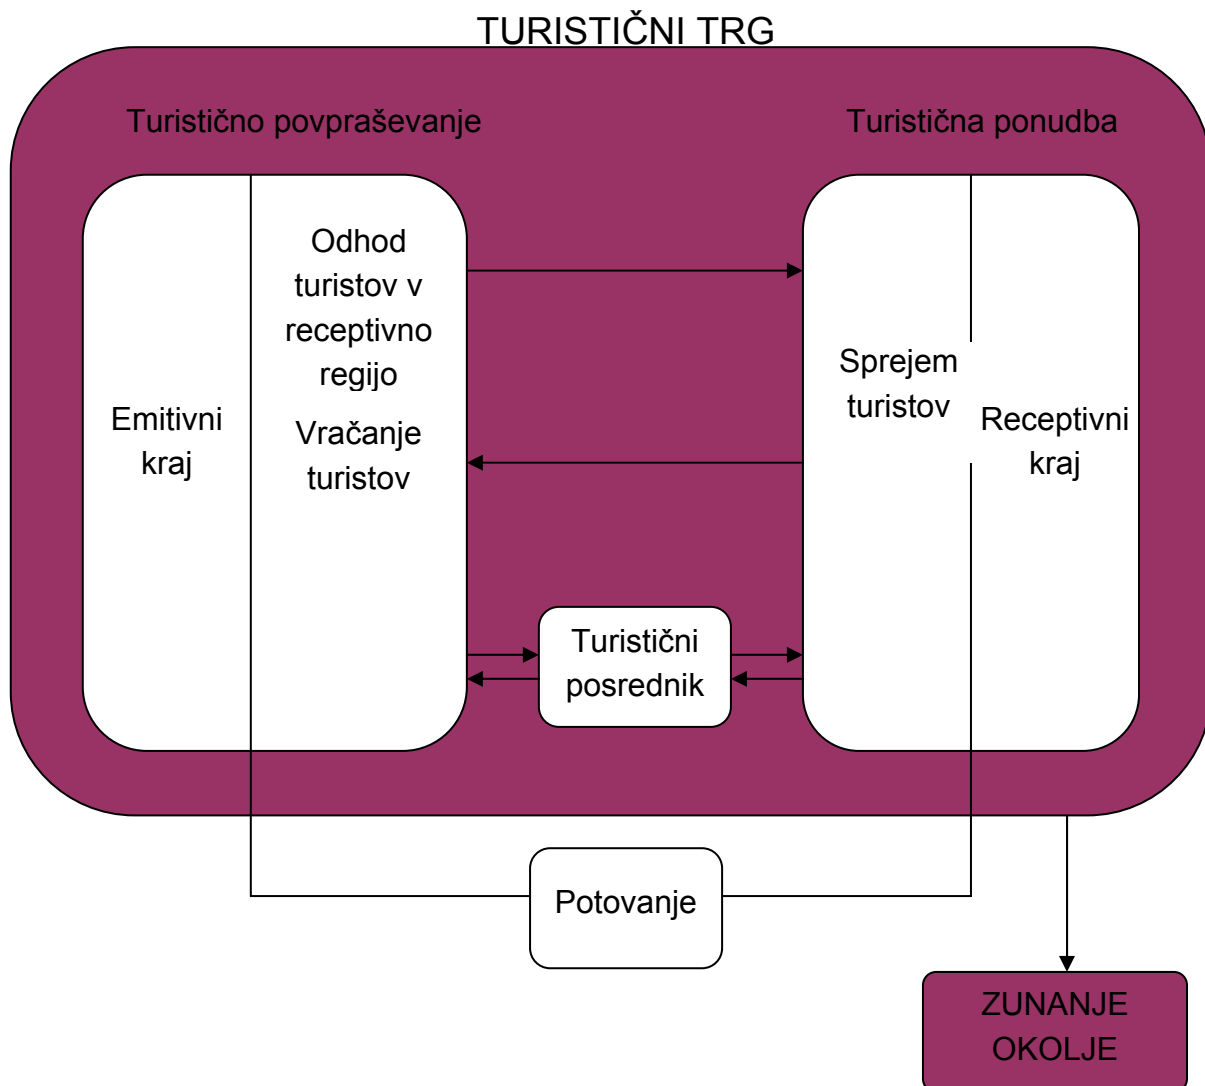 TURISTIČNI TRG
Turistično povpraševanje
Turistična ponudba
Odhod
turistov v
receptivno
regijo
Vračanje
turistov
Emitivni
kraj
Sprejem
turistov
Receptivni
kraj
Turistični
posrednik
Potovanje
ZUNANJE
OKOLJE